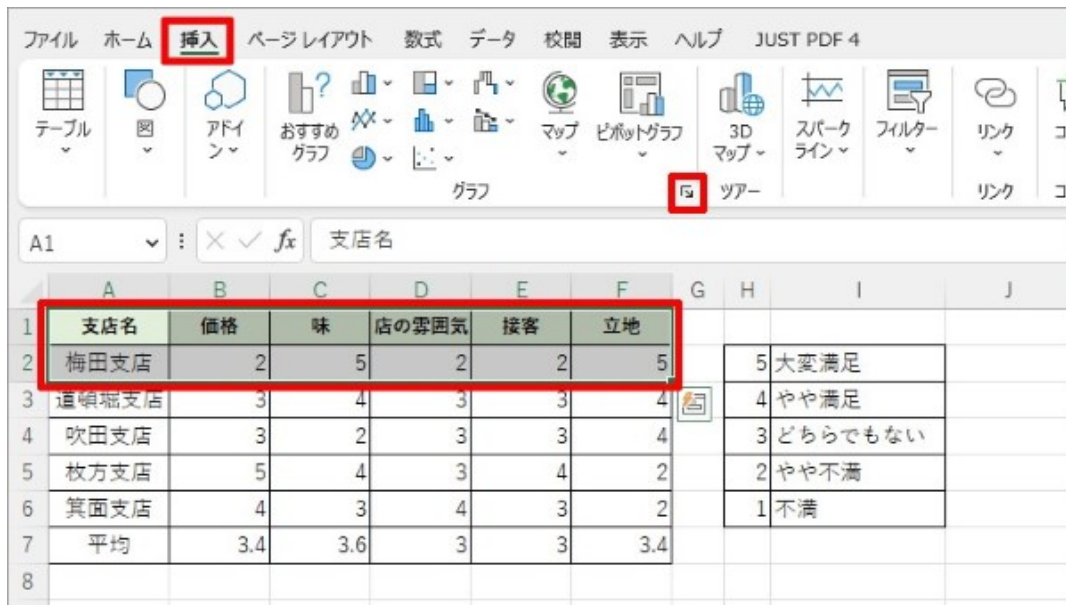 ファイル ホーム 挿入 ページ レイアウト 数式 データ 校閲 表示 ヘルプ JUST PDF 4
テーブル 図 アドイン おすすめグラフ マップ ピボットグラフ 3Dマップ スパークライン フィルター リンク コ
グラフ ツアー リンク コ
A1 fx 支店名
A B C D E F G H I J
1 支店名 価格 味 店の雰囲気 接客 立地
2 梅田支店 2 5 2 2 5 5 大変満足
3 道頓堀支店 3 4 3 3 4 4 やや満足
4 吹田支店 3 2 3 3 4 3 どちらでもない
5 枚方支店 5 4 3 4 2 2 やや不満
6 箕面支店 4 3 4 3 2 1 不満
7 平均 3.4 3.6 3 3 3.4
8